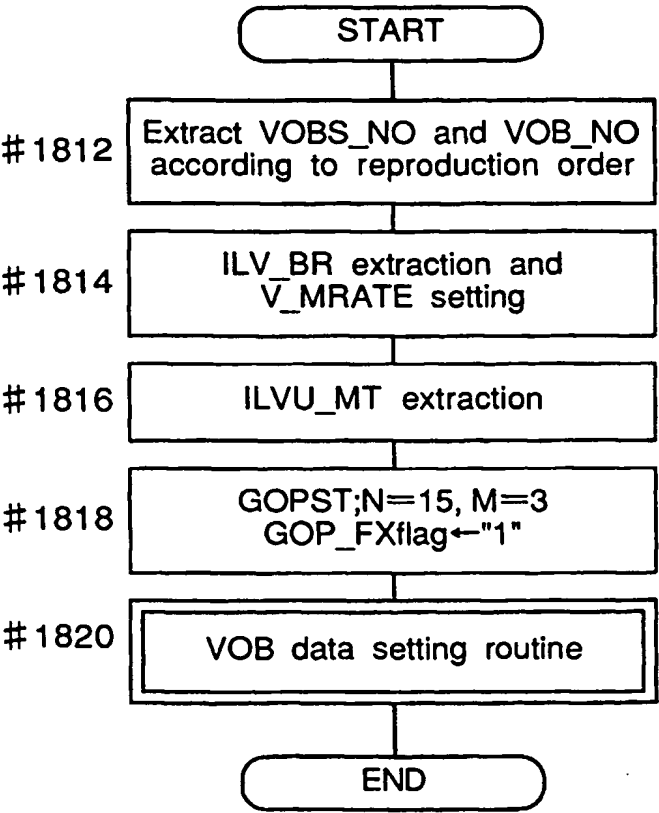 START
#1812
Extract VOBS_NO and VOB_NO
according to reproduction order
#1814
ILV_BR extraction and
V_MRATE setting
#1816
ILVU_MT extraction
#1818
GOPST;N=15, M=3
GOP_FXflag←"1"
#1820
VOB data setting routine
END